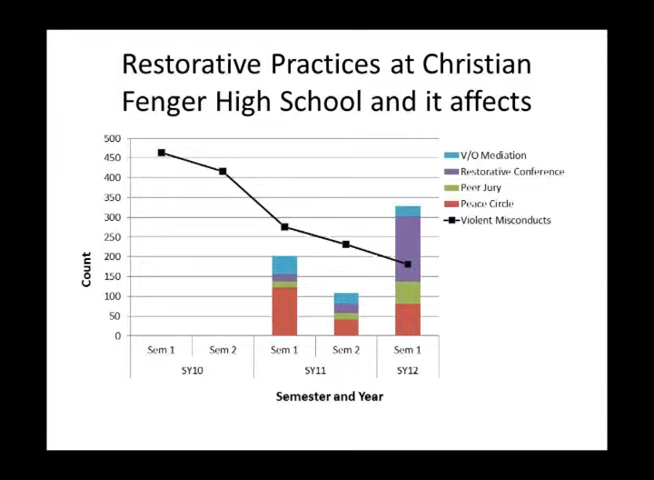 Restorative Practices at Christian
Fenger High School and it affects
500
450
400
350
300
250
200
150
100
50
0
Count
V/O Mediation
Restorative Conference
Peer Jury
Peace Circle
Violent Misconducts
Sem 1 Sem 2 Sem 1 Sem 2 Sem 1
SY10 SY11 SY12
Semester and Year